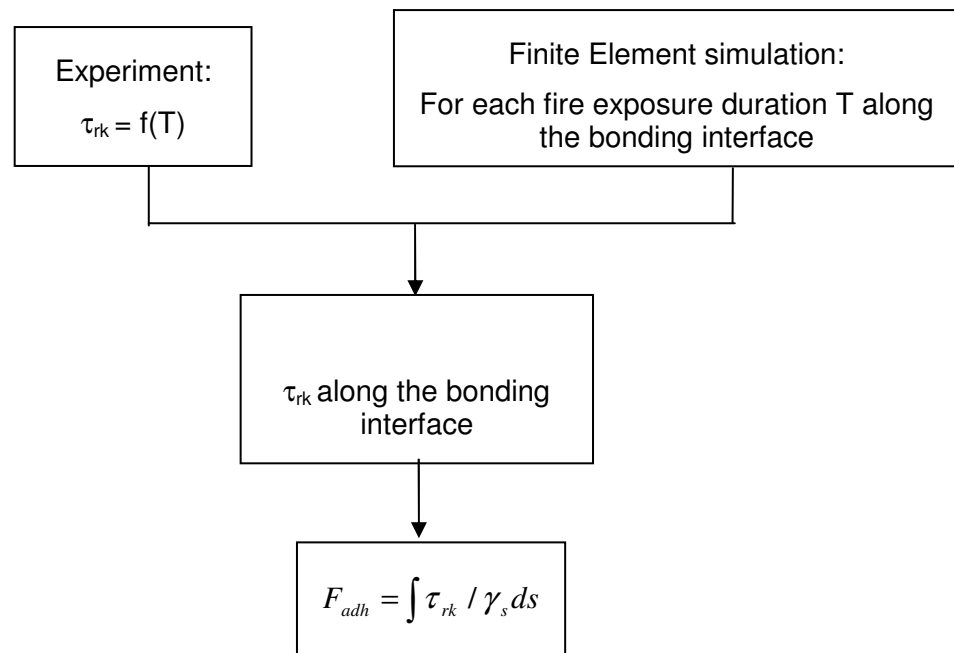 Experiment:
τrk = f(T)
Finite Element simulation:
For each fire exposure duration T along
the bonding interface
τrk along the bonding
interface
Fadh = ∫ τrk / γs ds